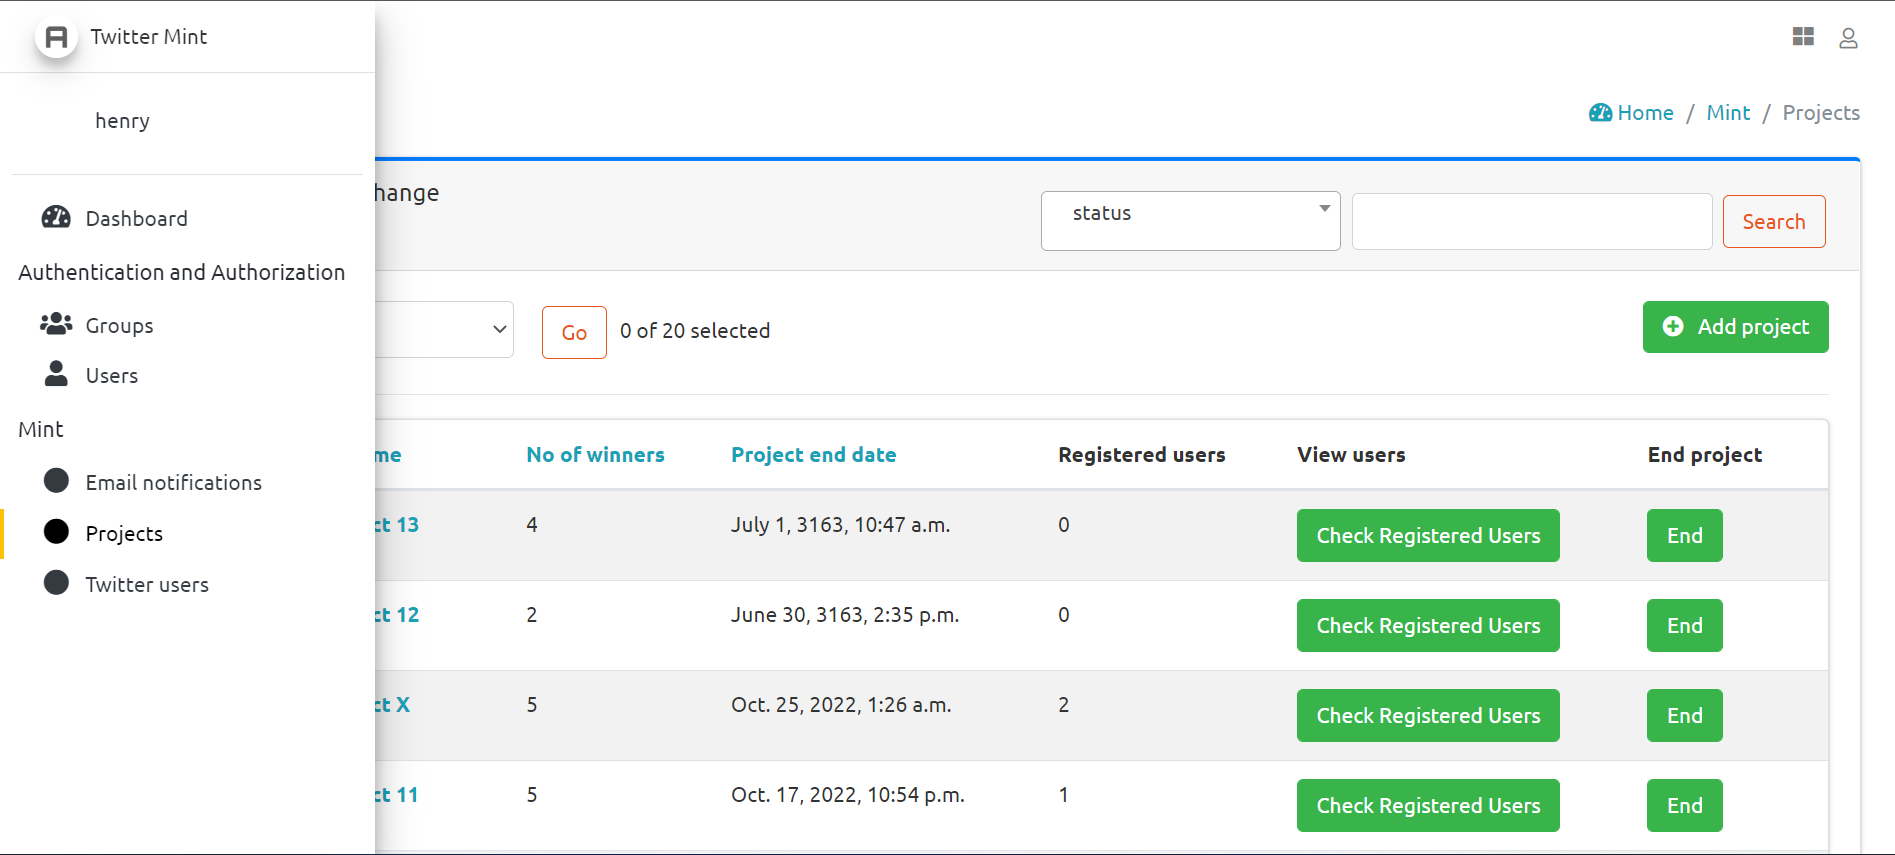 Twitter Mint
henry
Dashboard
Authentication and Authorization
Groups
Users
Mint
Email notifications
Projects
Twitter users
Home / Mint / Projects
hange
status
Search
Go 0 of 20 selected
Add project
me No of winners Project end date Registered users View users End project
ct 13 4 July 1, 3163, 10:47 a.m. 0 Check Registered Users End
ct 12 2 June 30, 3163, 2:35 p.m. 0 Check Registered Users End
ct X 5 Oct. 25, 2022, 1:26 a.m. 2 Check Registered Users End
ct 11 5 Oct. 17, 2022, 10:54 p.m. 1 Check Registered Users End